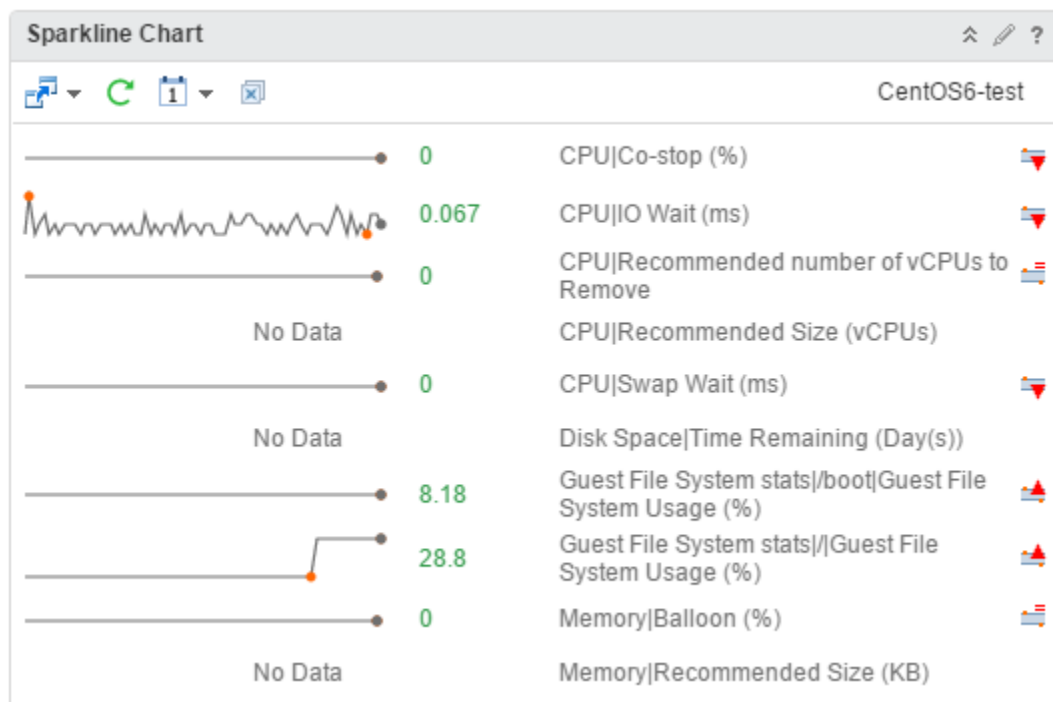 Sparkline Chart ?
1 CentOS6-test
0 CPU|Co-stop (%)
0.067 CPU|IO Wait (ms)
0 CPU|Recommended number of vCPUs to
Remove
No Data CPU|Recommended Size (vCPUs)
0 CPU|Swap Wait (ms)
No Data Disk Space|Time Remaining (Day(s))
8.18 Guest File System stats|/boot|Guest File
System Usage (%)
28.8 Guest File System stats|/|Guest File
System Usage (%)
0 Memory|Balloon (%)
No Data Memory|Recommended Size (KB)